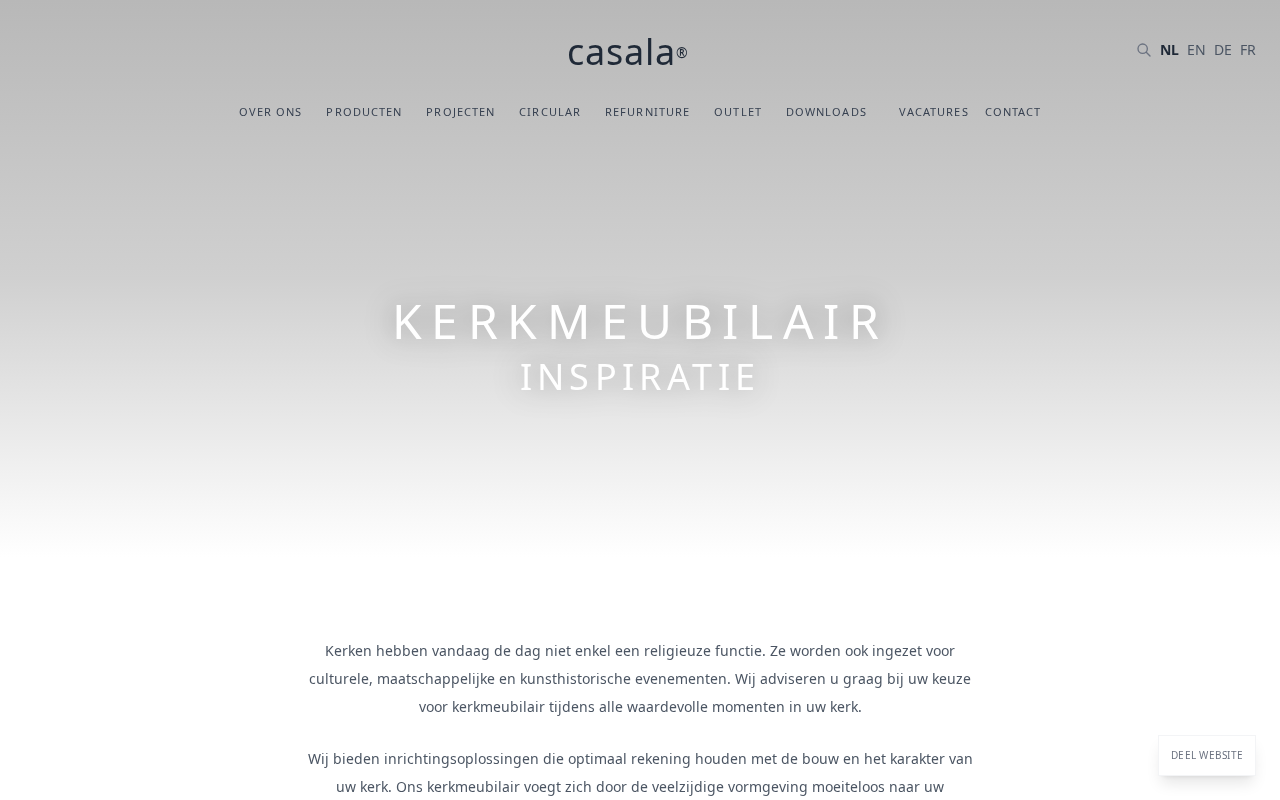 casala®
NL EN DE FR
OVER ONS PRODUCTEN PROJECTEN CIRCULAR REFURNITURE OUTLET DOWNLOADS VACATURES CONTACT
KERKMEUBILAIR
INSPIRATIE
Kerken hebben vandaag de dag niet enkel een religieuze functie. Ze worden ook ingezet voor
culturele, maatschappelijke en kunsthistorische evenementen. Wij adviseren u graag bij uw keuze
voor kerkmeubilair tijdens alle waardevolle momenten in uw kerk.
Wij bieden inrichtingsoplossingen die optimaal rekening houden met de bouw en het karakter van
uw kerk. Ons kerkmeubilair voegt zich door de veelzijdige vormgeving moeiteloos naar uw
DEEL WEBSITE